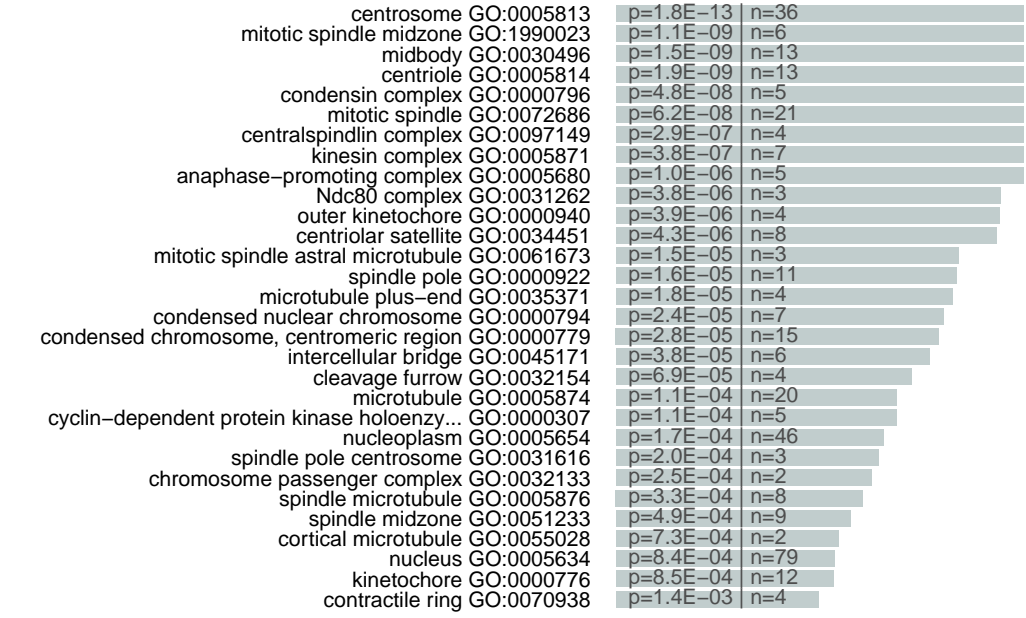 centrosome GO:0005813 p=1.8E−13 n=36
mitotic spindle midzone GO:1990023 p=1.1E−09 n=6
midbody GO:0030496 p=1.5E−09 n=13
centriole GO:0005814 p=1.9E−09 n=13
condensin complex GO:0000796 p=4.8E−08 n=5
mitotic spindle GO:0072686 p=6.2E−08 n=21
centralspindlin complex GO:0097149 p=2.9E−07 n=4
kinesin complex GO:0005871 p=3.8E−07 n=7
anaphase−promoting complex GO:0005680 p=1.0E−06 n=5
Ndc80 complex GO:0031262 p=3.8E−06 n=3
outer kinetochore GO:0000940 p=3.9E−06 n=4
centriolar satellite GO:0034451 p=4.3E−06 n=8
mitotic spindle astral microtubule GO:0061673 p=1.5E−05 n=3
spindle pole GO:0000922 p=1.6E−05 n=11
microtubule plus−end GO:0035371 p=1.8E−05 n=4
condensed nuclear chromosome GO:0000794 p=2.4E−05 n=7
condensed chromosome, centromeric region GO:0000779 p=2.8E−05 n=15
intercellular bridge GO:0045171 p=3.8E−05 n=6
cleavage furrow GO:0032154 p=6.9E−05 n=4
microtubule GO:0005874 p=1.1E−04 n=20
cyclin−dependent protein kinase holoenzy... GO:0000307 p=1.1E−04 n=5
nucleoplasm GO:0005654 p=1.7E−04 n=46
spindle pole centrosome GO:0031616 p=2.0E−04 n=3
chromosome passenger complex GO:0032133 p=2.5E−04 n=2
spindle microtubule GO:0005876 p=3.3E−04 n=8
spindle midzone GO:0051233 p=4.9E−04 n=9
cortical microtubule GO:0055028 p=7.3E−04 n=2
nucleus GO:0005634 p=8.4E−04 n=79
kinetochore GO:0000776 p=8.5E−04 n=12
contractile ring GO:0070938 p=1.4E−03 n=4